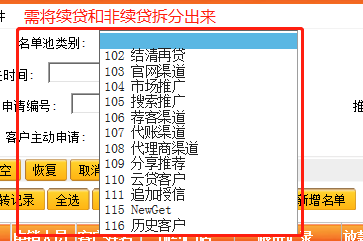 件 需将续贷和非续贷拆分出来
名单池类别:
102 结清再贷
时间:
103 官网渠道
104 市场推广
申请编号:
105 搜索推广
106 荐客渠道
107 代账渠道
客户主动申请:
108 代理商渠道
109 分享推荐
空 恢复 取消
110 云贷客户
111 追加授信
转记录 全选
115 NewGet
新增名单
116 历史客户